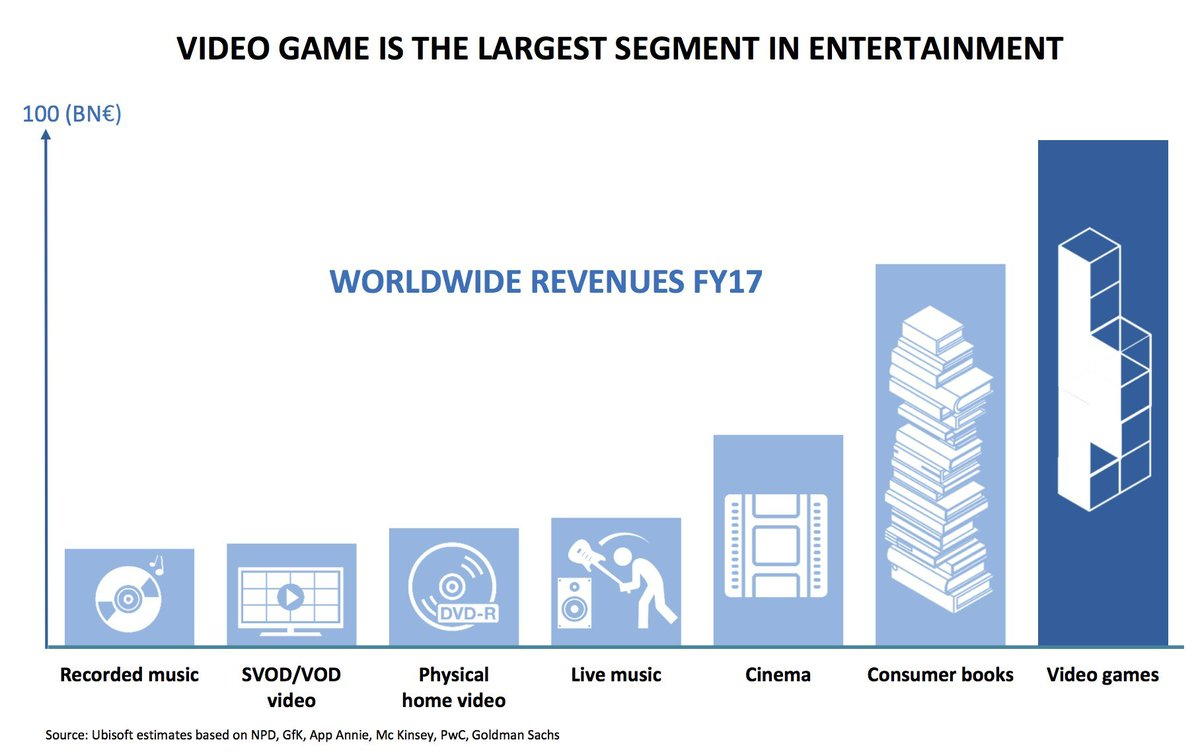 VIDEO GAME IS THE LARGEST SEGMENT IN ENTERTAINMENT
100 (BN€)
WORLDWIDE REVENUES FY17
DVD-R
Recorded music
SVOD/VOD
video
Physical
home video
Live music
Cinema
Consumer books
Video games
Source: Ubisoft estimates based on NPD, GfK, App Annie, Mc Kinsey, PwC, Goldman Sachs